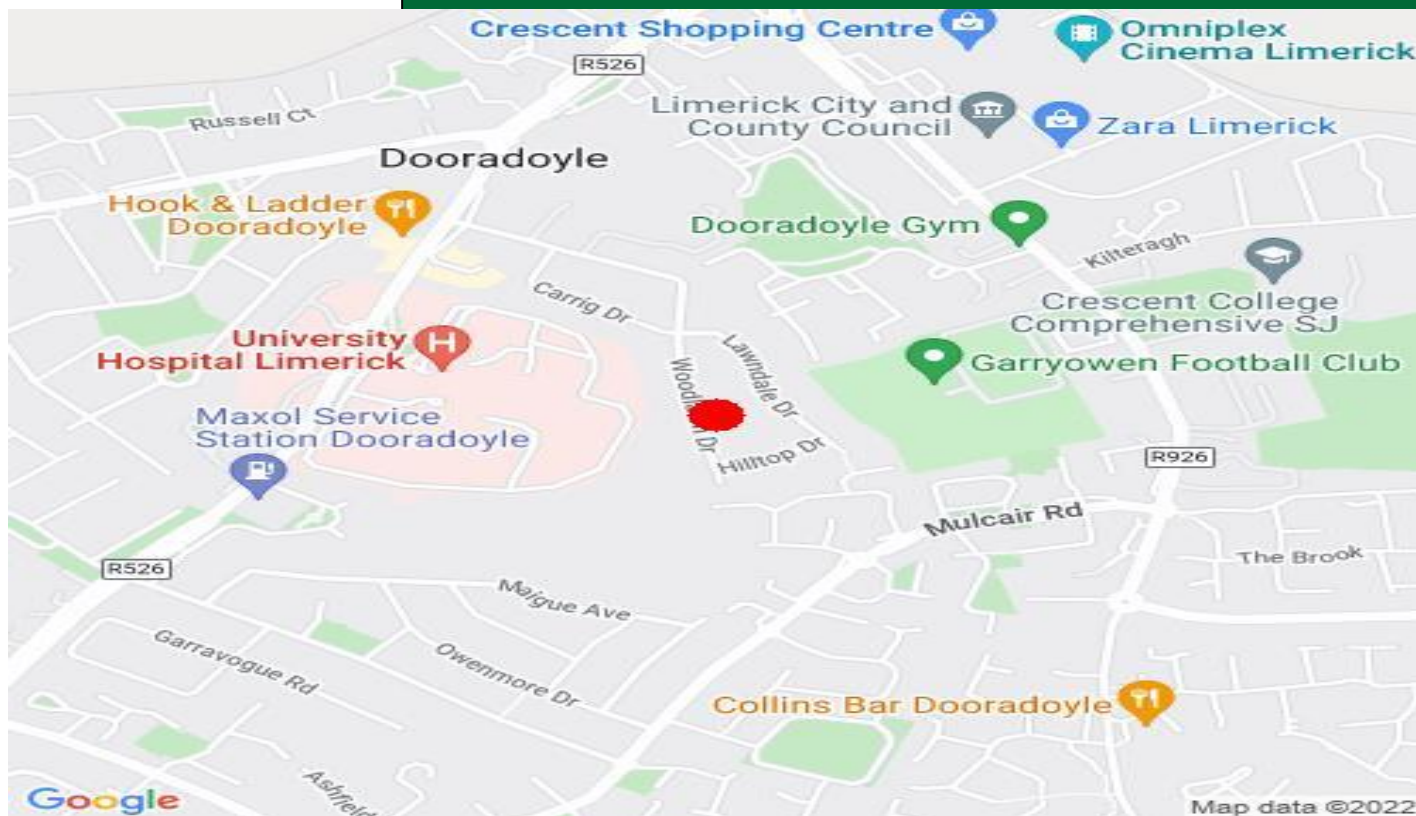 Crescent Shopping Centre
Omniplex
Cinema Limerick
R526
Russell Ct
Limerick City and
County Council
Zara Limerick
Dooradoyle
Hook & Ladder
Dooradoyle
Dooradoyle Gym
Kilteragh
Carrig Dr
Crescent College
Comprehensive SJ
University
Hospital Limerick
H
Lawndale Dr
Garryowen Football Club
Dr
Maxol Service
Station Dooradoyle
Hilltop Dr
R926
Mulcair Rd
The Brook
R526
Maigue Ave
Garravogue Rd
Owenmore Dr
Collins Bar Dooradoyle
Ashfield
Google
Map data ©2022